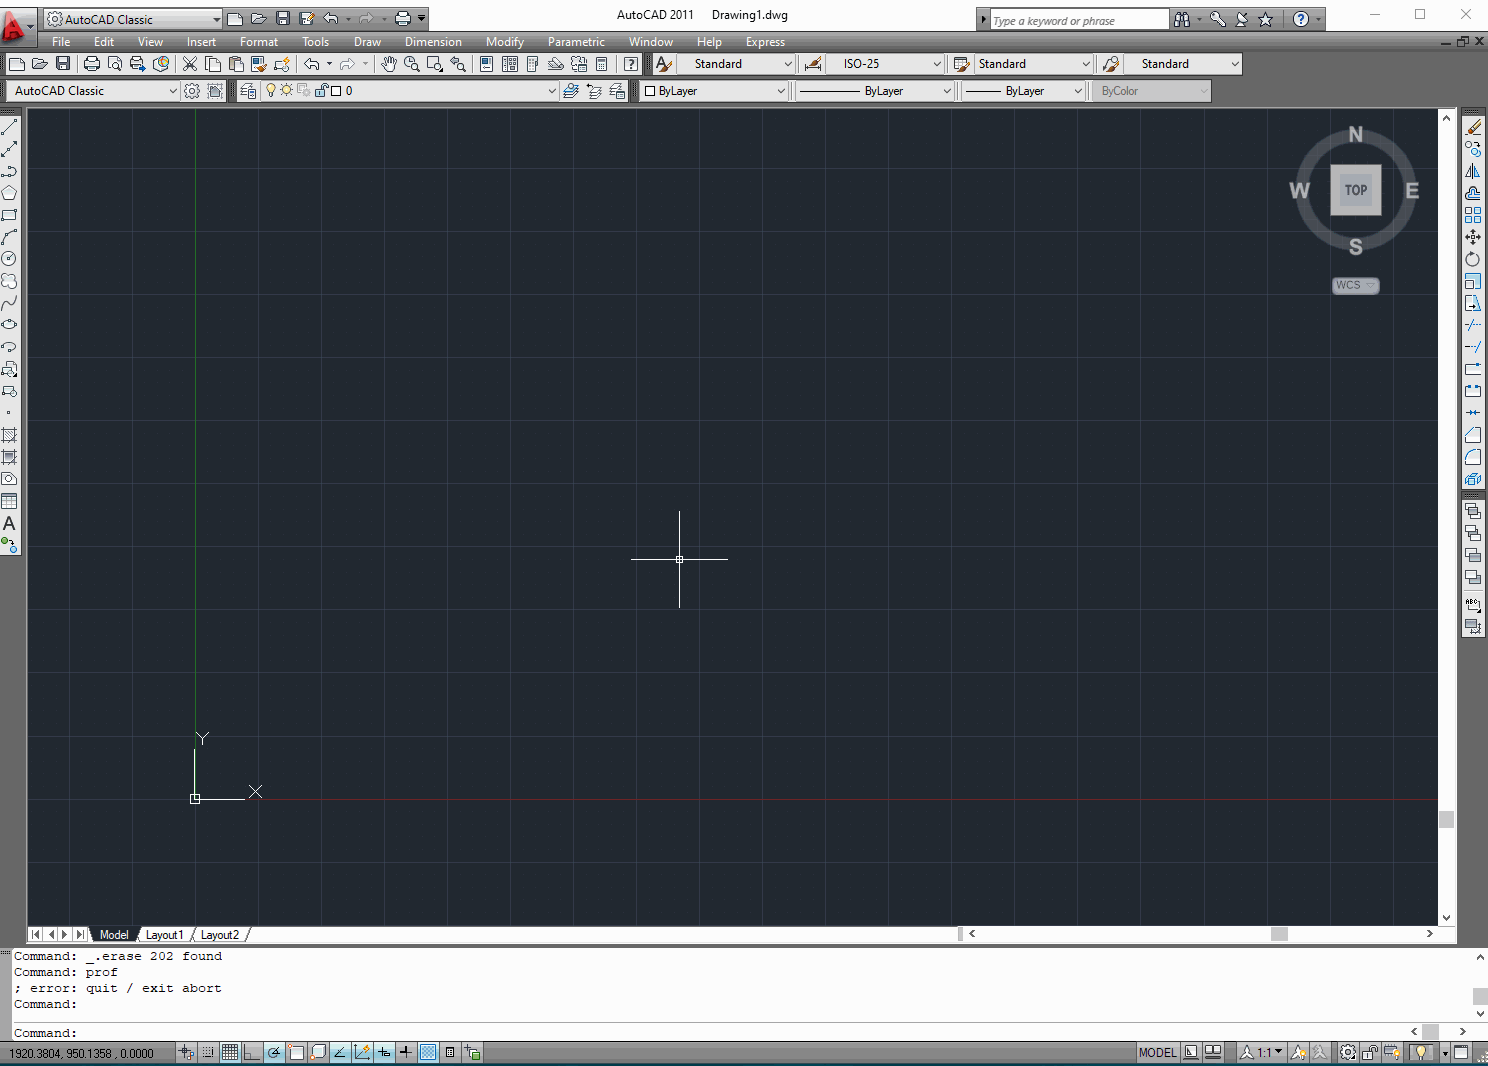 AutoCAD Classic
AutoCAD 2011 Drawing1.dwg
Type a keyword or phrase
File Edit View Insert Format Tools Draw Dimension Modify Parametric Window Help Express
Standard ISO-25 Standard Standard
AutoCAD Classic 0 ByLayer ByLayer ByLayer ByColor
N
W TOP E
S
WCS
A
ABC
Y
X
Model Layout1 Layout2
Command: _.erase 202 found
Command: prof
; error: quit / exit abort
Command:
Command:
1920.3804, 950.1358 , 0.0000 MODEL 1:1